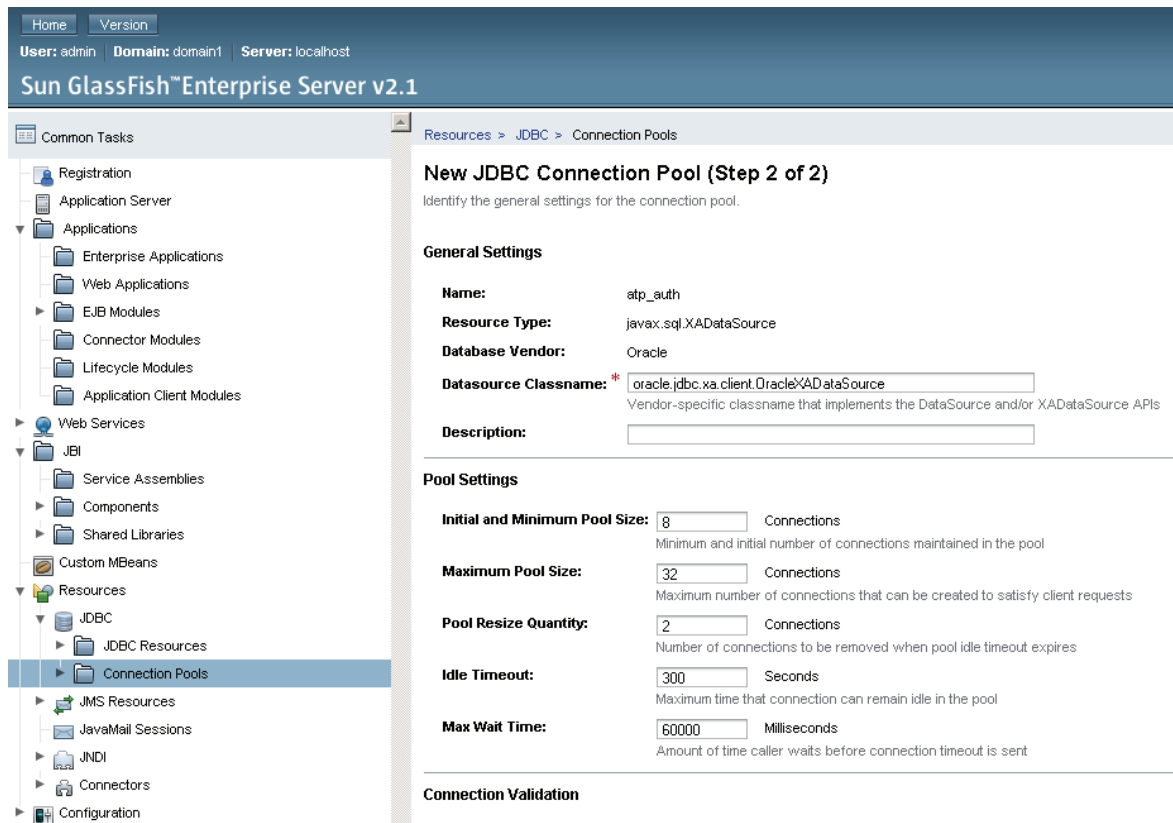 Home Version
User: admin Domain: domain1 Server: localhost
Sun GlassFish™Enterprise Server v2.1
Common Tasks
Registration
Application Server
Applications
Enterprise Applications
Web Applications
EJB Modules
Connector Modules
Lifecycle Modules
Application Client Modules
Web Services
JBI
Service Assemblies
Components
Shared Libraries
Custom MBeans
Resources
JDBC
JDBC Resources
Connection Pools
JMS Resources
JavaMail Sessions
JNDI
Connectors
Configuration
Resources > JDBC > Connection Pools
New JDBC Connection Pool (Step 2 of 2)
Identify the general settings for the connection pool.
General Settings
Name: atp_auth
Resource Type: javax.sql.XADataSource
Database Vendor: Oracle
Datasource Classname: * oracle.jdbc.xa.client.OracleXADataSource
Vendor-specific classname that implements the DataSource and/or XADataSource APIs
Description:
Pool Settings
Initial and Minimum Pool Size: 8 Connections
Minimum and initial number of connections maintained in the pool
Maximum Pool Size: 32 Connections
Maximum number of connections that can be created to satisfy client requests
Pool Resize Quantity: 2 Connections
Number of connections to be removed when pool idle timeout expires
Idle Timeout: 300 Seconds
Maximum time that connection can remain idle in the pool
Max Wait Time: 60000 Milliseconds
Amount of time caller waits before connection timeout is sent
Connection Validation